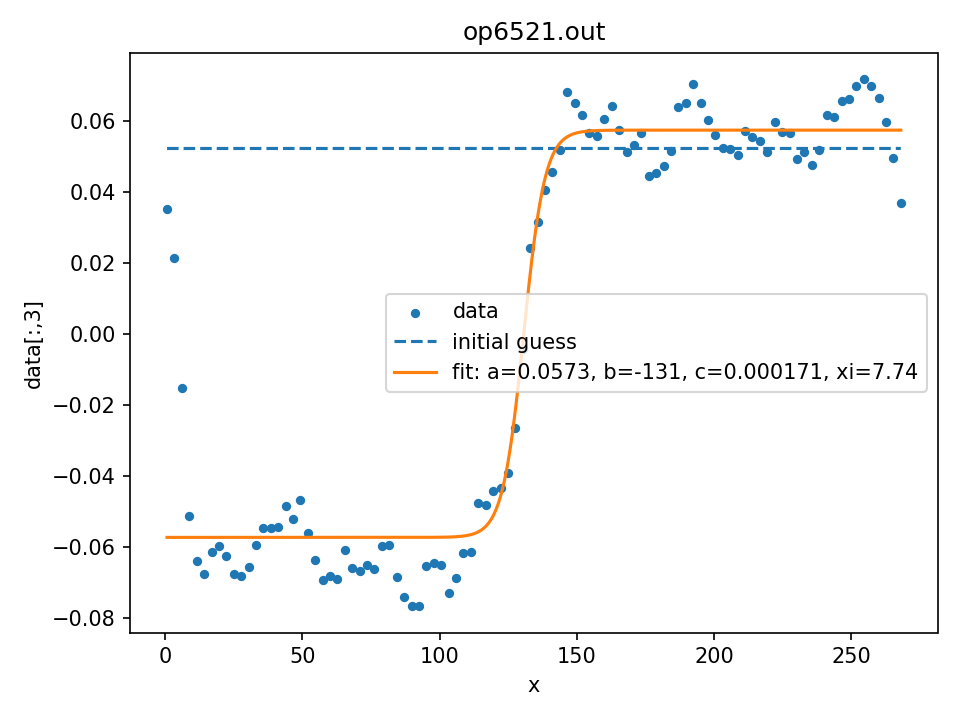 op6521.out
data[:,3]
0.06
0.04
0.02
0.00
−0.02
−0.04
−0.06
−0.08
data
initial guess
fit: a=0.0573, b=-131, c=0.000171, xi=7.74
0 50 100 150 200 250
x